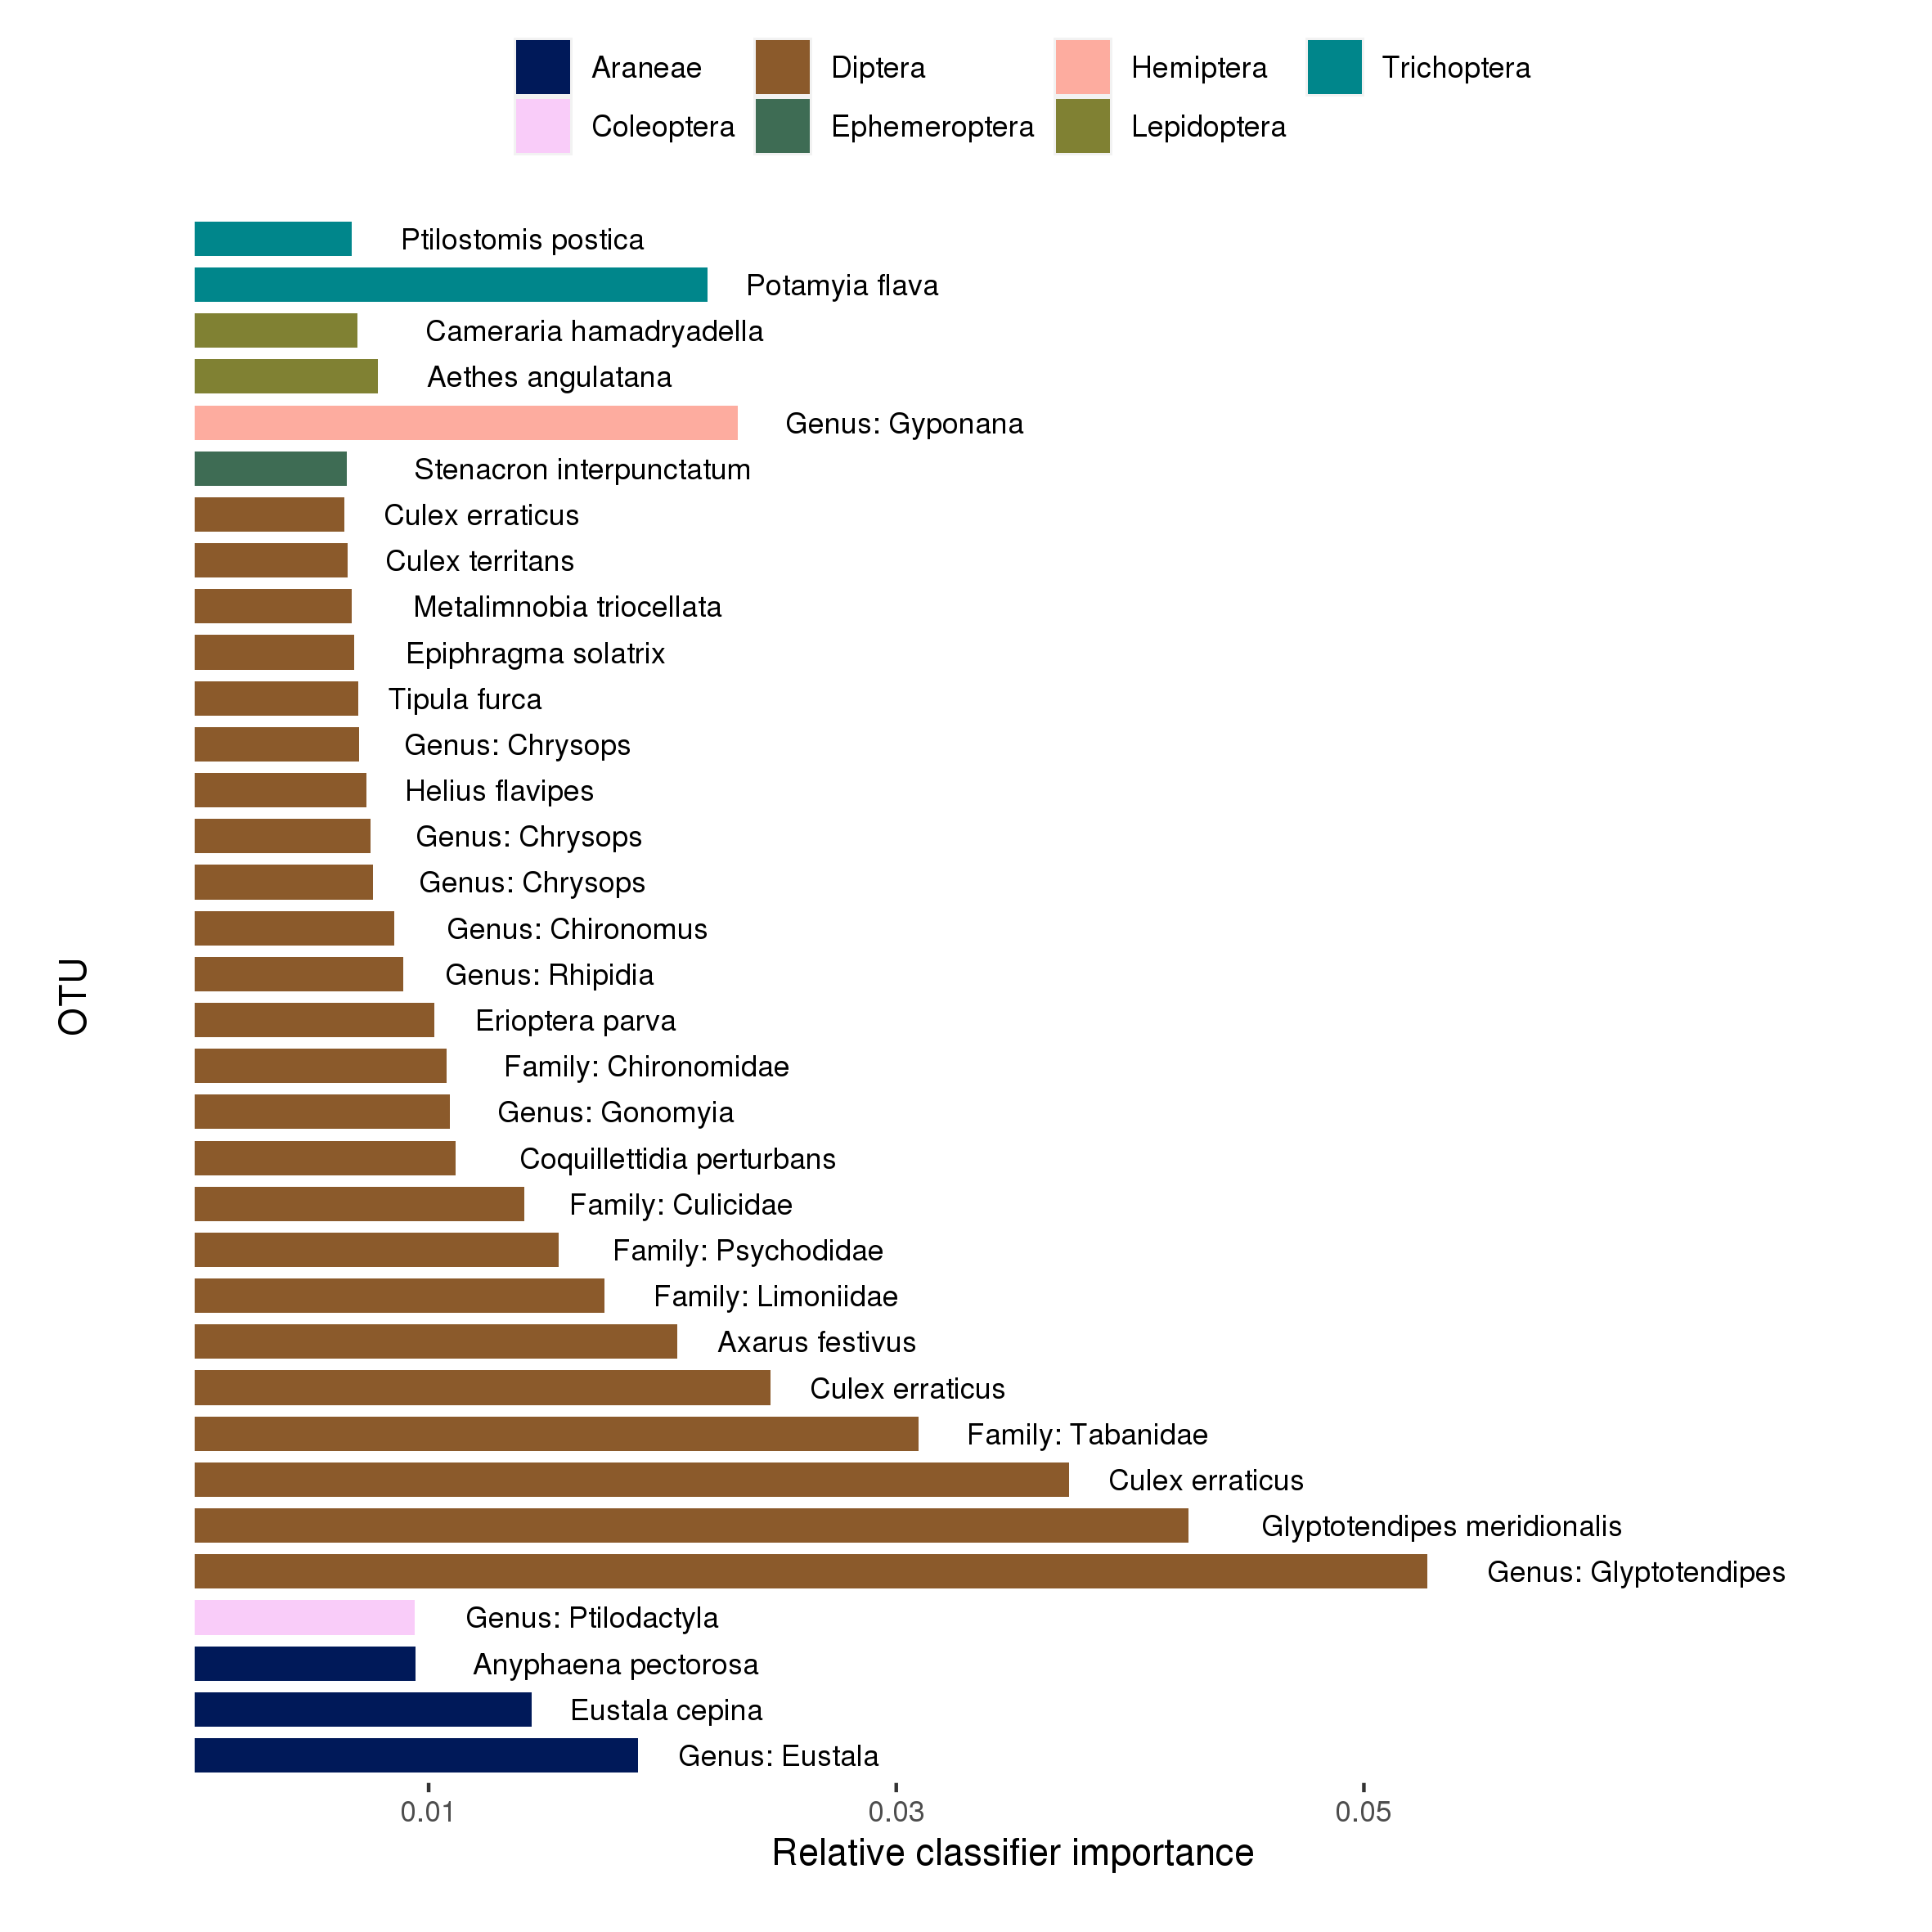 Araneae Diptera Hemiptera Trichoptera
Coleoptera Ephemeroptera Lepidoptera
Ptilostomis postica
Potamyia flava
Cameraria hamadryadella
Aethes angulatana
Genus: Gyponana
Stenacron interpunctatum
Culex erraticus
Culex territans
Metalimnobia triocellata
Epiphragma solatrix
Tipula furca
Genus: Chrysops
Helius flavipes
Genus: Chrysops
Genus: Chrysops
Genus: Chironomus
Genus: Rhipidia
Erioptera parva
Family: Chironomidae
Genus: Gonomyia
Coquillettidia perturbans
Family: Culicidae
Family: Psychodidae
Family: Limoniidae
Axarus festivus
Culex erraticus
Family: Tabanidae
Culex erraticus
Glyptotendipes meridionalis
Genus: Glyptotendipes
Genus: Ptilodactyla
Anyphaena pectorosa
Eustala cepina
Genus: Eustala
OTU
0.01 0.03 0.05
Relative classifier importance